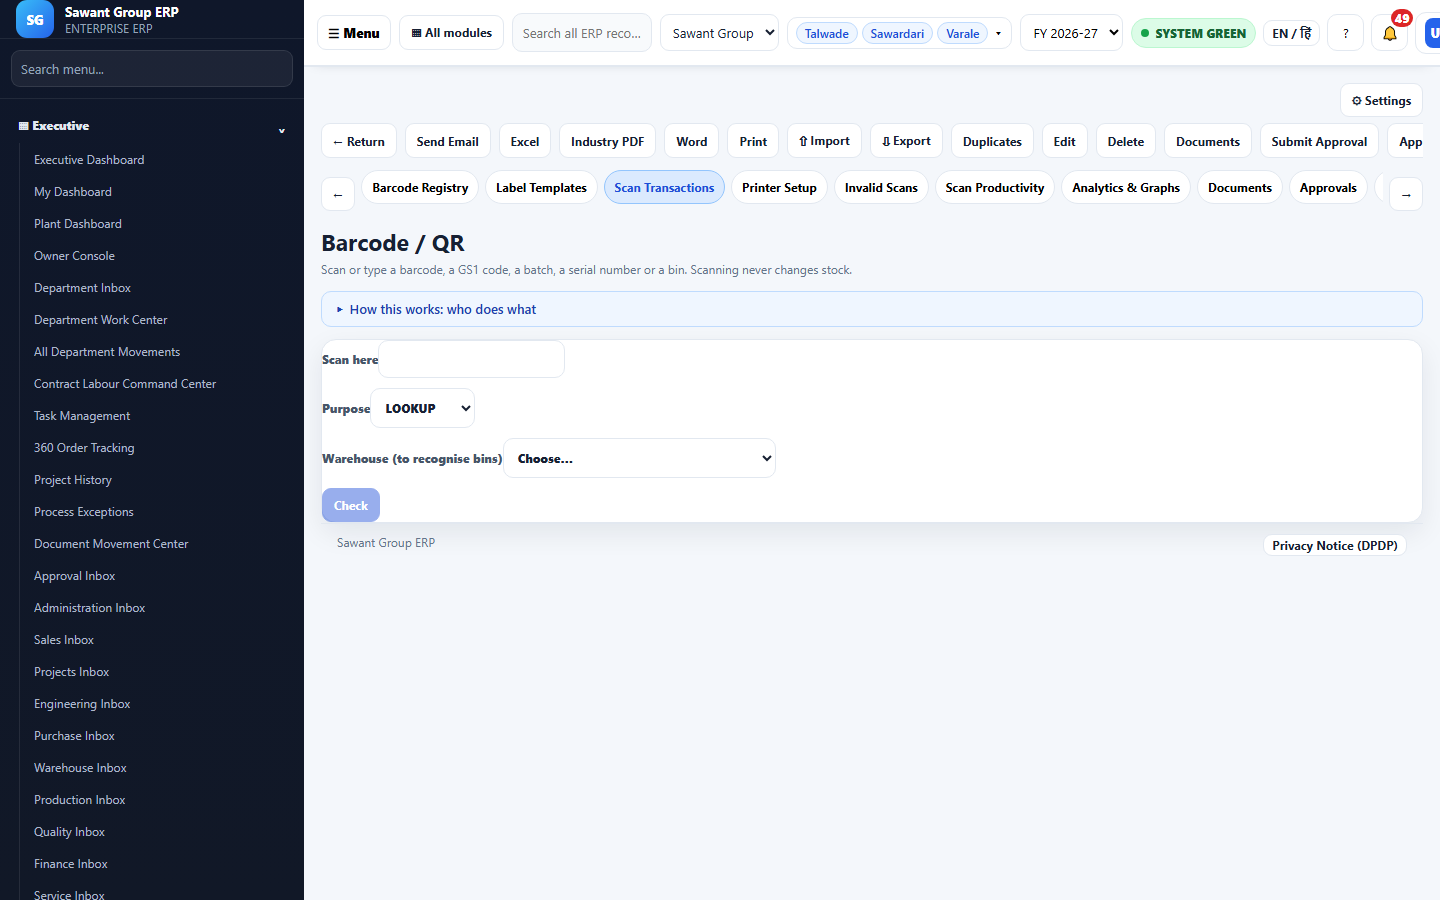 SG
Sawant Group ERP
ENTERPRISE ERP
Search menu...
Executive
Executive Dashboard
My Dashboard
Plant Dashboard
Owner Console
Department Inbox
Department Work Center
All Department Movements
Contract Labour Command Center
Task Management
360 Order Tracking
Project History
Process Exceptions
Document Movement Center
Approval Inbox
Administration Inbox
Sales Inbox
Projects Inbox
Engineering Inbox
Purchase Inbox
Warehouse Inbox
Production Inbox
Quality Inbox
Finance Inbox
Service Inbox
☰ Menu
All modules
Search all ERP reco...
Sawant Group
Talwade
Sawardari
Varale
FY 2026-27
SYSTEM GREEN
EN / हिं
?
49
U
⚙ Settings
← Return
Send Email
Excel
Industry PDF
Word
Print
⇧ Import
⇩ Export
Duplicates
Edit
Delete
Documents
Submit Approval
App
←
Barcode Registry
Label Templates
Scan Transactions
Printer Setup
Invalid Scans
Scan Productivity
Analytics & Graphs
Documents
Approvals
→
Barcode / QR
Scan or type a barcode, a GS1 code, a batch, a serial number or a bin. Scanning never changes stock.
▸ How this works: who does what
Scan here
Purpose LOOKUP
Warehouse (to recognise bins) Choose...
Check
Sawant Group ERP
Privacy Notice (DPDP)